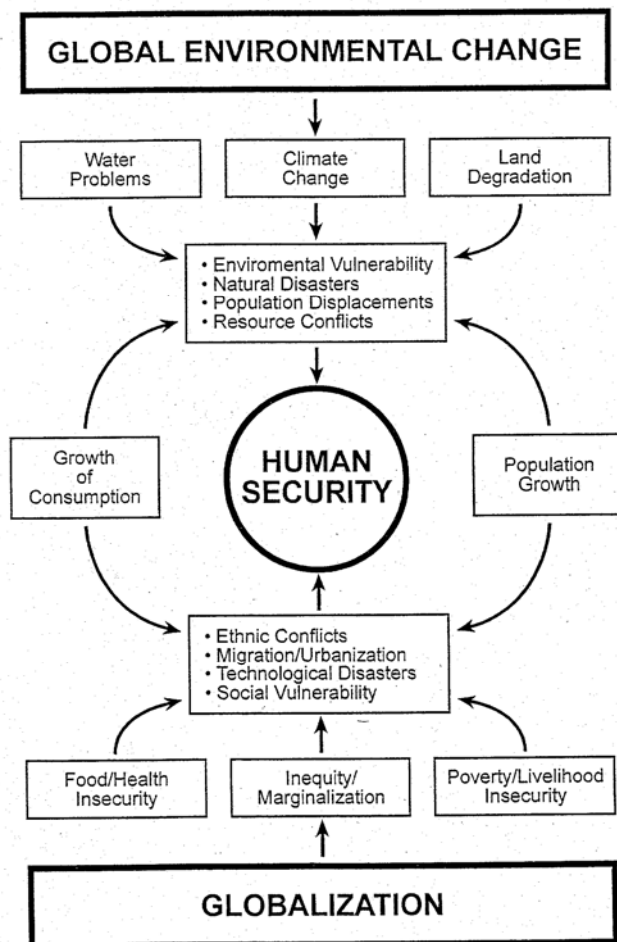 GLOBAL ENVIRONMENTAL CHANGE
Water
Problems
Climate
Change
Land
Degradation
• Enviromental Vulnerability
• Natural Disasters
• Population Displacements
• Resource Conflicts
Growth
of
Consumption
HUMAN
SECURITY
Population
Growth
• Ethnic Conflicts
• Migration/Urbanization
• Technological Disasters
• Social Vulnerability
Food/Health
Insecurity
Inequity/
Marginalization
Poverty/Livelihood
Insecurity
GLOBALIZATION